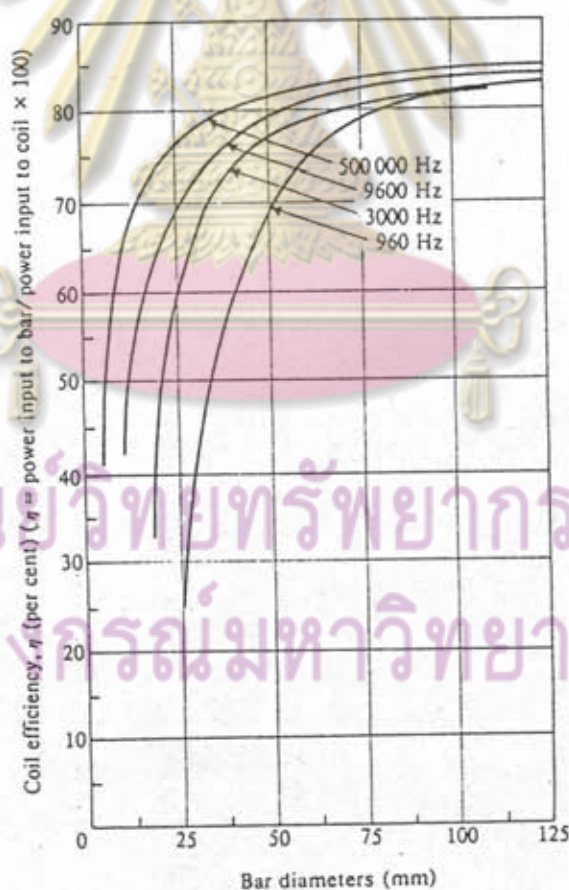 Coil efficiency, η (per cent) (η = power input to bar/power input to coil × 100)
90
80
70
60
50
40
30
20
10
0
500 000 Hz
9600 Hz
3000 Hz
960 Hz
25
50
75
100
125
Bar diameters (mm)
วิทยทรัพยากร
กรณ์มหาวิทยา